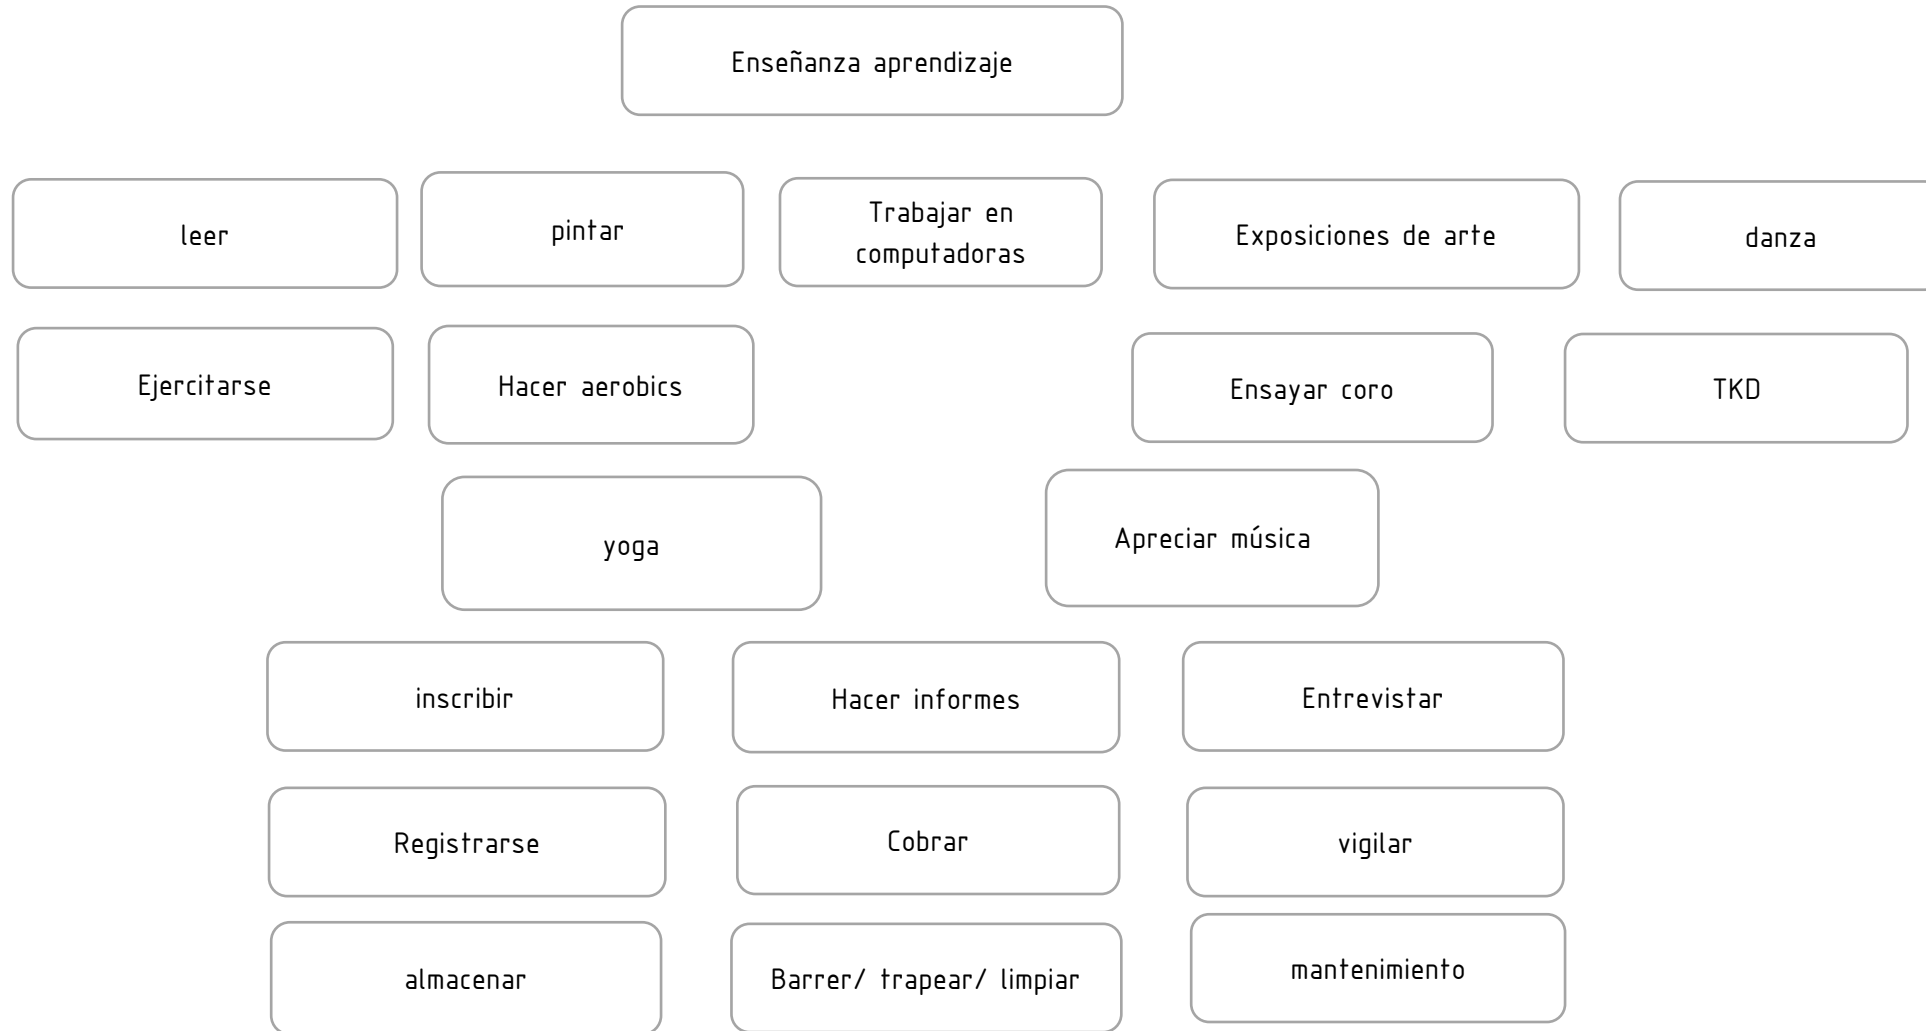 Enseñanza aprendizaje
leer
pintar
Trabajar en
computadoras
Exposiciones de arte
danza
Ejercitarse
Hacer aerobics
Ensayar coro
TKD
yoga
Apreciar música
inscribir
Hacer informes
Entrevistar
Registrarse
Cobrar
vigilar
almacenar
Barrer/ trapear/ limpiar
mantenimiento